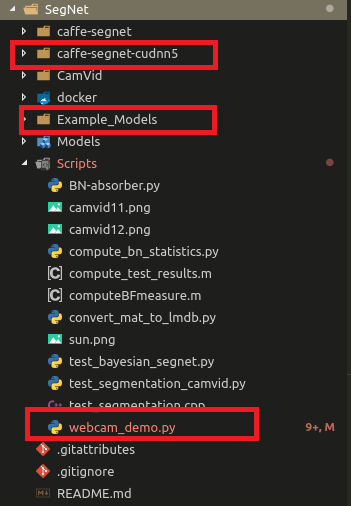 SegNet
caffe-segnet
caffe-segnet-cudnn5
CamVid
docker
Example_Models
Models
Scripts
BN-absorber.py
camvid11.png
camvid12.png
compute_bn_statistics.py
compute_test_results.m
computeBFmeasure.m
convert_mat_to_lmdb.py
sun.png
test_bayesian_segnet.py
test_segmentation_camvid.py
test_segmentation.cpp
webcam_demo.py 9+, M
.gitattributes
.gitignore
README.md